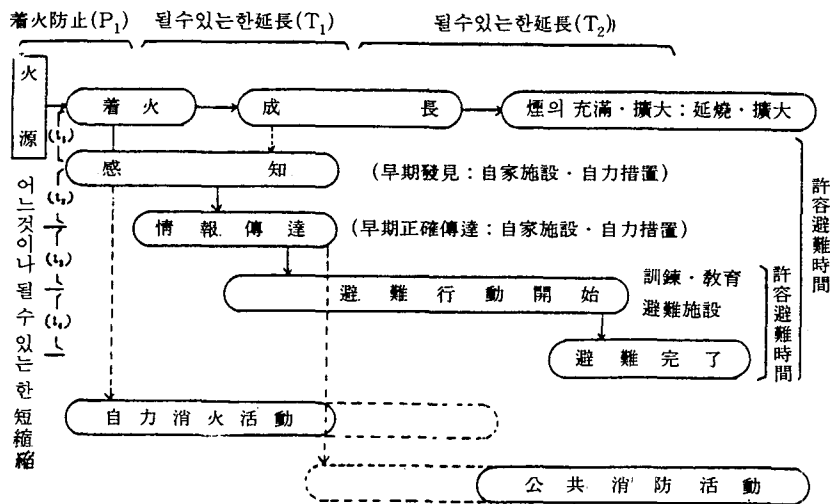 着火防止(P₁) 될수있는한延長(T₁) 될수있는한延長(T₂)
火源
着火 成長 煙의 充滿·擴大:延燒·擴大
(t₁)
感知 (早期發見:自家施設·自力措置)
(t₂)
情報傳達 (早期正確傳達:自家施設·自力措置)
(t₃)
避難行動開始 訓練·敎育
避難施設
(t₄)
避難完了
許容避難時間
許容避難時間
어느것이나 될 수 있는 한 短縮
自力消火活動
公共消防活動